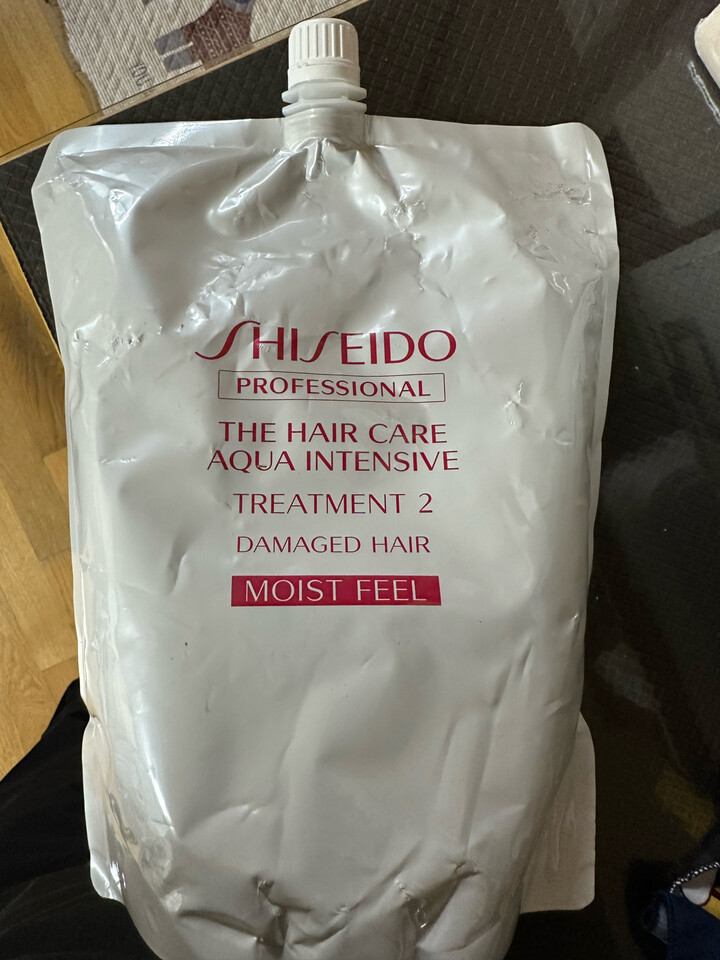 SHISEIDO
PROFESSIONAL
THE HAIR CARE
AQUA INTENSIVE
TREATMENT 2
DAMAGED HAIR
MOIST FEEL